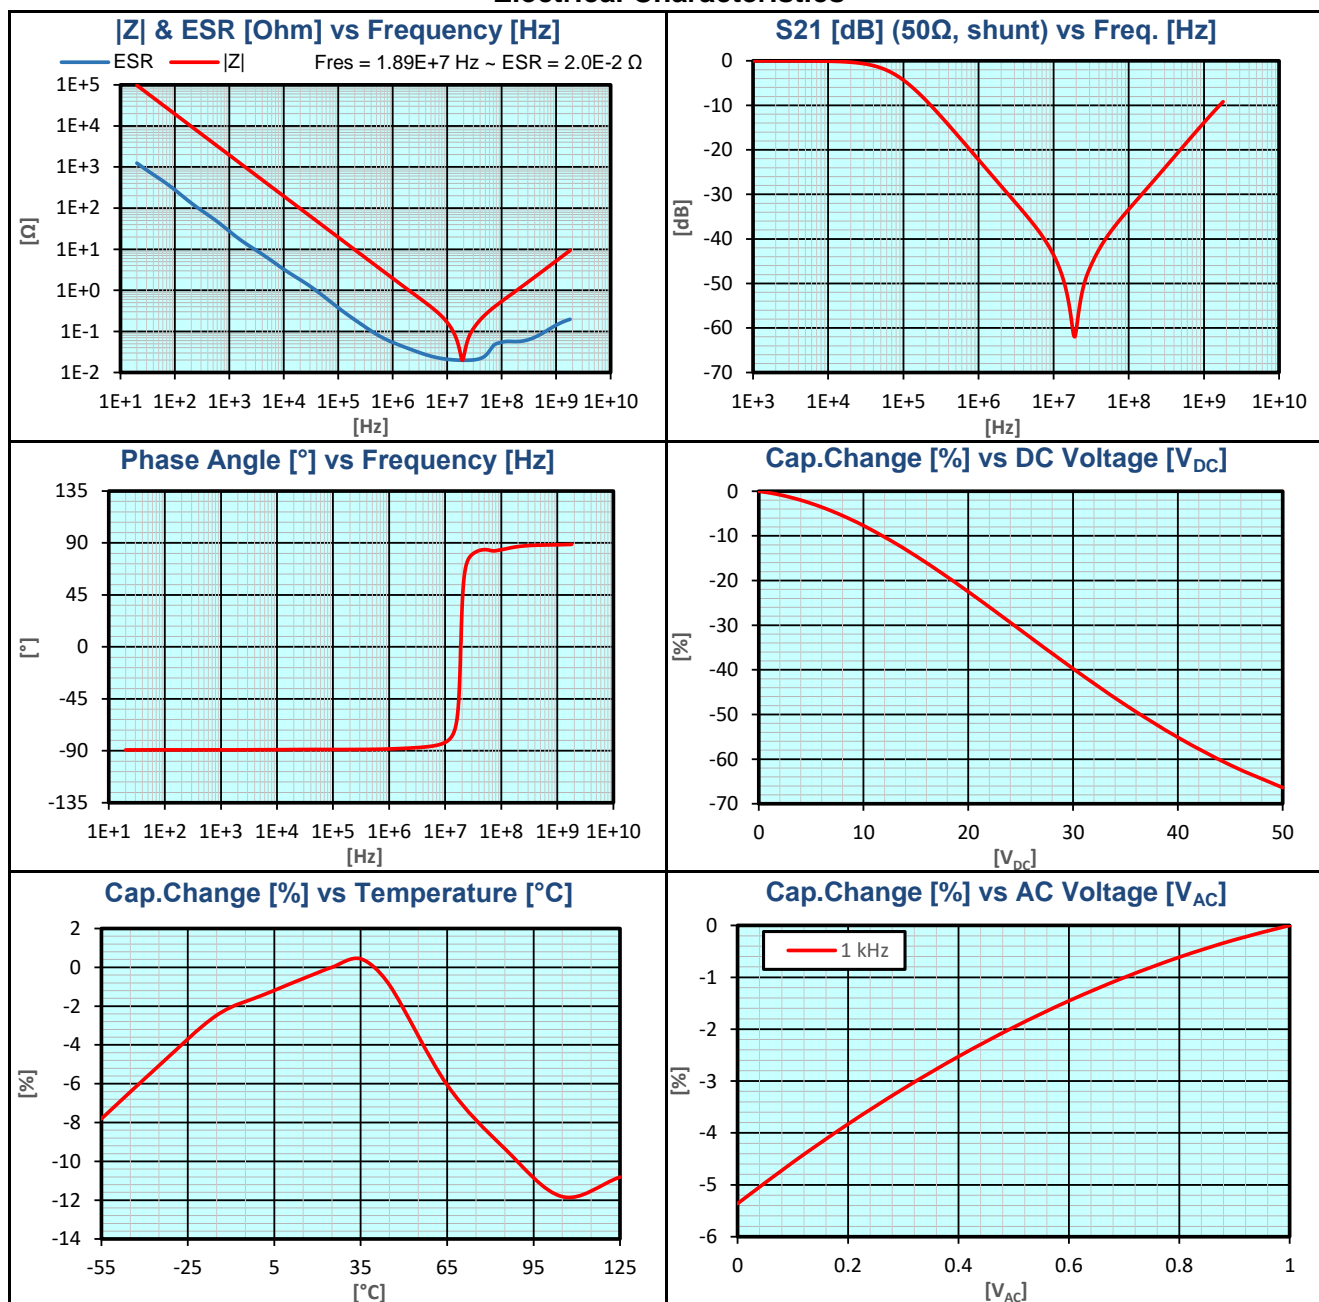 |Z| & ESR [Ohm] vs Frequency [Hz]
ESR |Z| Fres = 1.89E+7 Hz ~ ESR = 2.0E-2 Ω
1E+5
1E+4
1E+3
1E+2
1E+1
1E+0
1E-1
1E-2
[Ω]
1E+1 1E+2 1E+3 1E+4 1E+5 1E+6 1E+7 1E+8 1E+9 1E+10
[Hz]
S21 [dB] (50Ω, shunt) vs Freq. [Hz]
0
-10
-20
-30
-40
-50
-60
-70
[dB]
1E+3 1E+4 1E+5 1E+6 1E+7 1E+8 1E+9 1E+10
[Hz]
Phase Angle [°] vs Frequency [Hz]
135
90
45
0
-45
-90
-135
[°]
1E+1 1E+2 1E+3 1E+4 1E+5 1E+6 1E+7 1E+8 1E+9 1E+10
[Hz]
Cap.Change [%] vs DC Voltage [VDC]
0
-10
-20
-30
-40
-50
-60
-70
[%]
0 10 20 30 40 50
[VDC]
Cap.Change [%] vs Temperature [°C]
2
0
-2
-4
-6
-8
-10
-12
-14
[%]
-55 -25 5 35 65 95 125
[°C]
Cap.Change [%] vs AC Voltage [VAC]
1 kHz
0
-1
-2
-3
-4
-5
-6
[%]
0 0.2 0.4 0.6 0.8 1
[VAC]